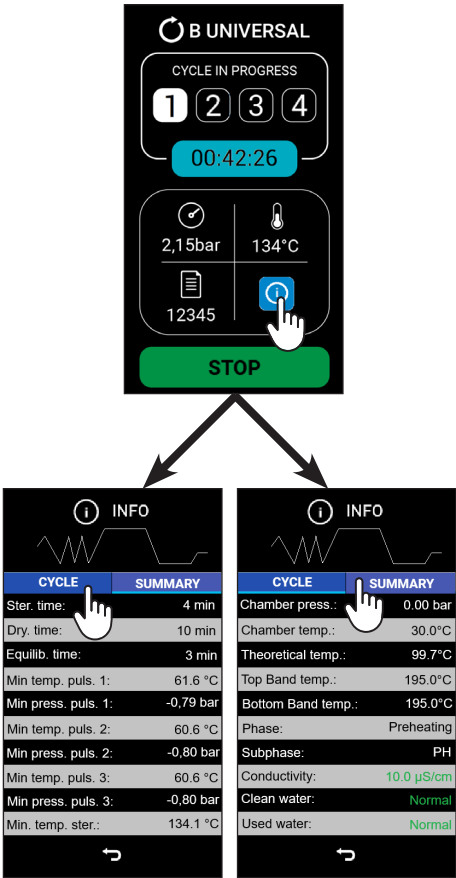 B UNIVERSAL
CYCLE IN PROGRESS
1 2 3 4
00:42:26
2,15bar 134°C
12345
STOP
INFO
CYCLE SUMMARY
Ster. time: 4 min
Dry. time: 10 min
Equilib. time: 3 min
Min temp. puls. 1: 61.6 °C
Min press. puls. 1: -0,79 bar
Min temp. puls. 2: 60.6 °C
Min press. puls. 2: -0,80 bar
Min temp. puls. 3: 60.6 °C
Min press. puls. 3: -0,80 bar
Min. temp. ster.: 134.1 °C
INFO
CYCLE SUMMARY
Chamber press.: 0.00 bar
Chamber temp.: 30.0°C
Theoretical temp.: 99.7°C
Top Band temp.: 195.0°C
Bottom Band temp.: 195.0°C
Phase: Preheating
Subphase: PH
Conductivity: 10.0 µS/cm
Clean water: Normal
Used water: Normal